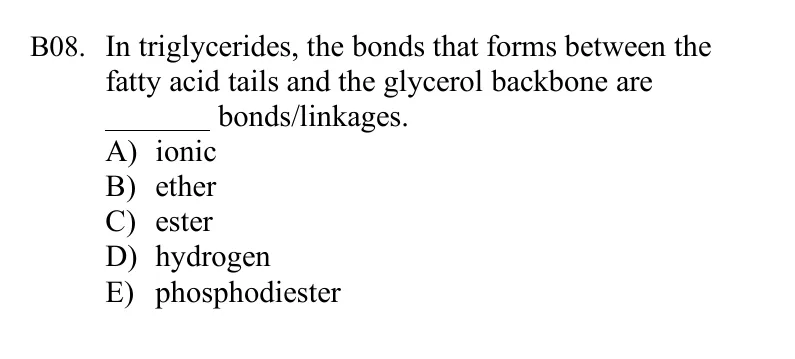 B08. In triglycerides, the bonds that forms between the
fatty acid tails and the glycerol backbone are
_______ bonds/linkages.
A) ionic
B) ether
C) ester
D) hydrogen
E) phosphodiester